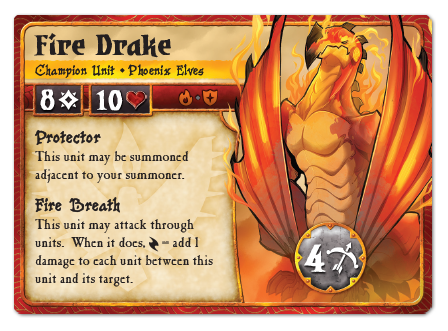 Fire Drake
Champion Unit • Phoenix Elves
8 10
Protector
This unit may be summoned
adjacent to your summoner.
Fire Breath
This unit may attack through
units. When it does, = add 1
damage to each unit between this
unit and its target.
4